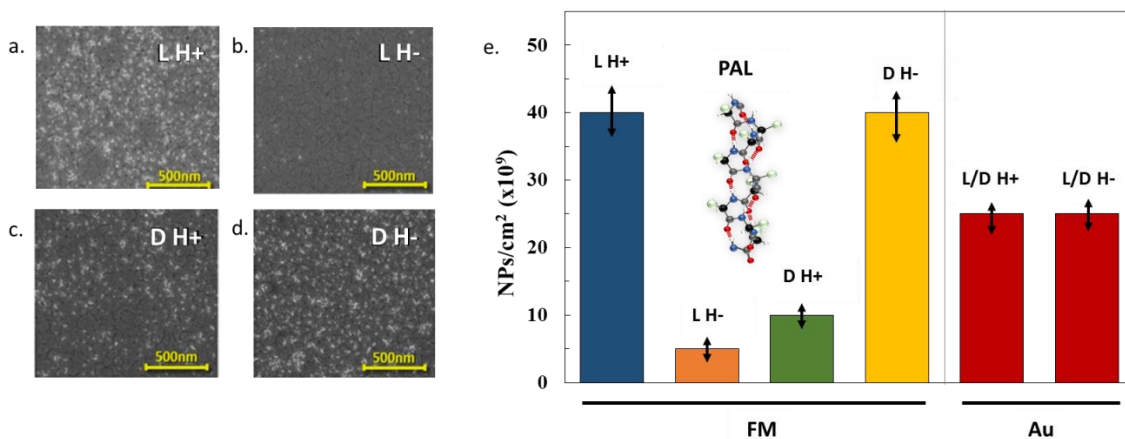 a.
L H+
500nm
b.
L H-
500nm
c.
D H+
500nm
d.
D H-
500nm
e.
NPs/cm² (x10⁹)
50
40
30
20
10
0
PAL
L H+
L H-
D H+
D H-
L/D H+
L/D H-
FM
Au